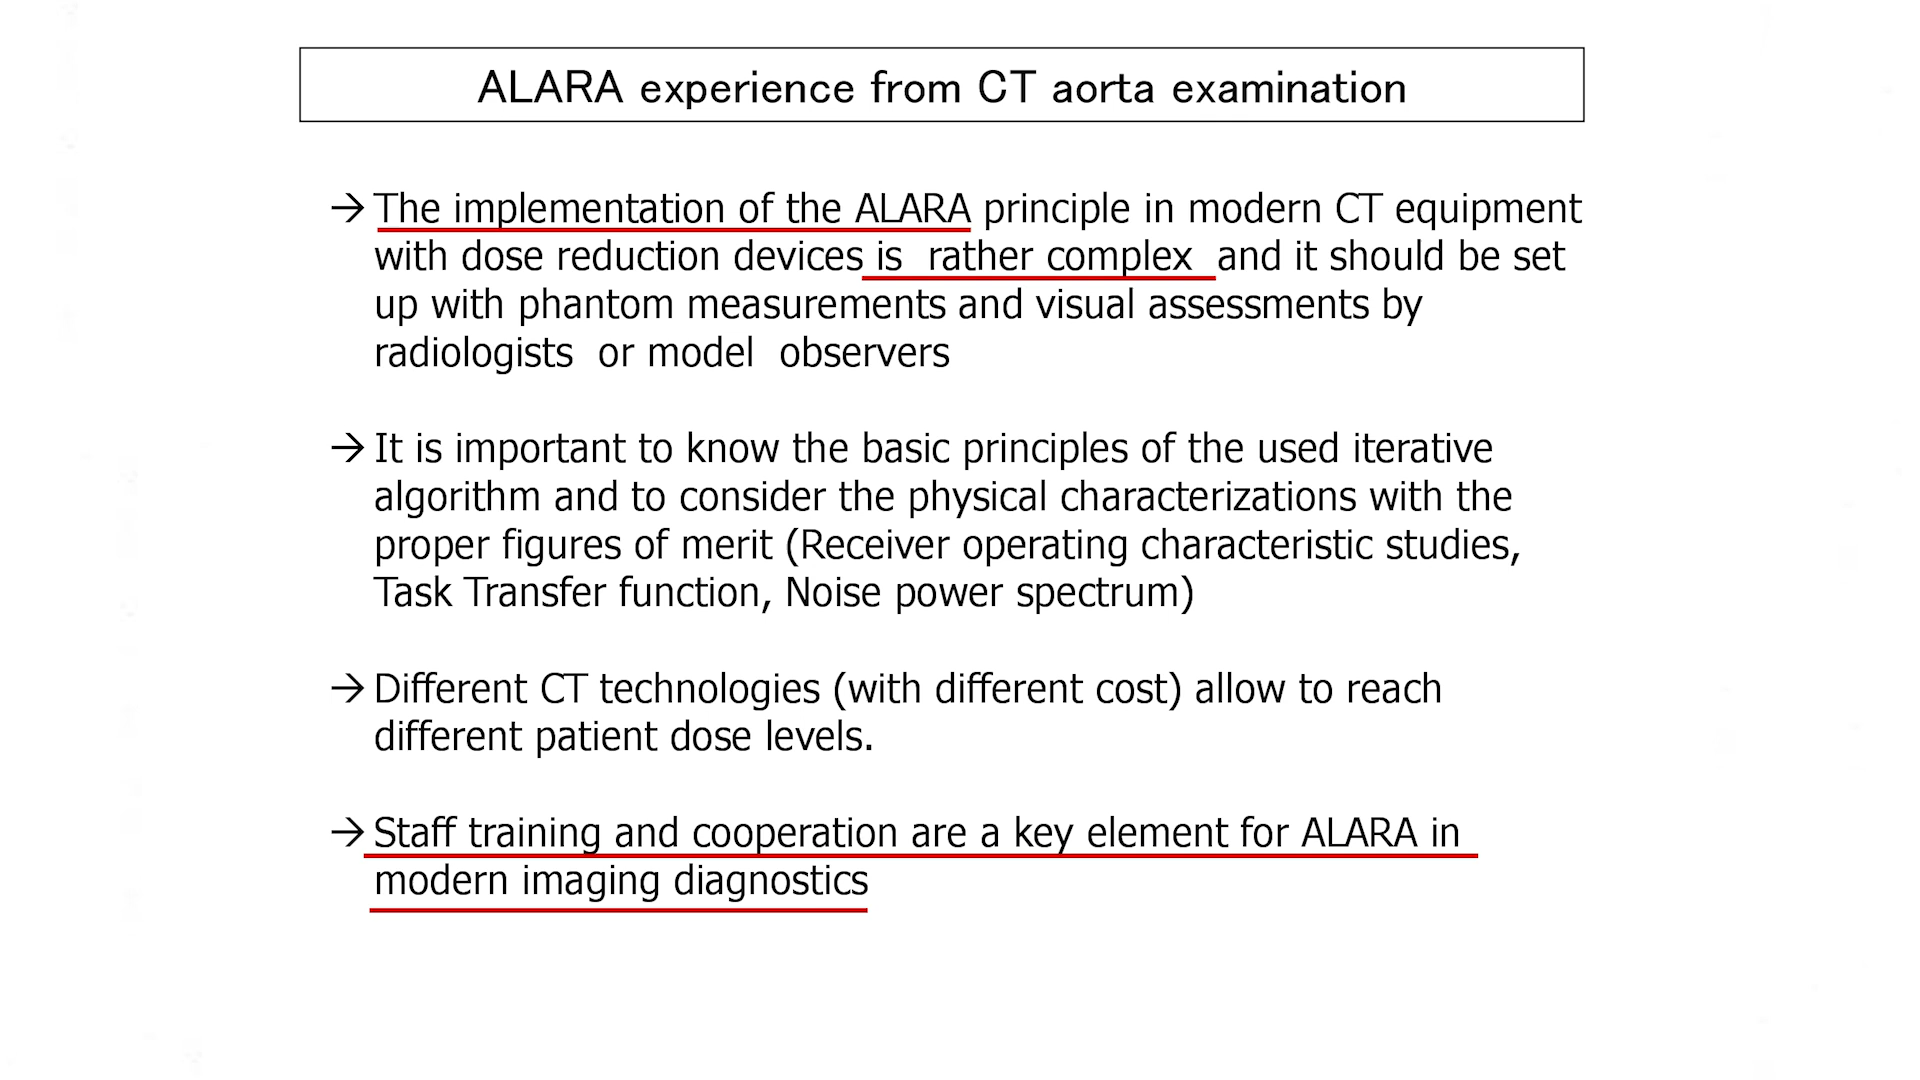 ALARA experience from CT aorta examination
→ The implementation of the ALARA principle in modern CT equipment
with dose reduction devices is rather complex and it should be set
up with phantom measurements and visual assessments by
radiologists or model observers
→ It is important to know the basic principles of the used iterative
algorithm and to consider the physical characterizations with the
proper figures of merit (Receiver operating characteristic studies,
Task Transfer function, Noise power spectrum)
→ Different CT technologies (with different cost) allow to reach
different patient dose levels.
→ Staff training and cooperation are a key element for ALARA in
modern imaging diagnostics